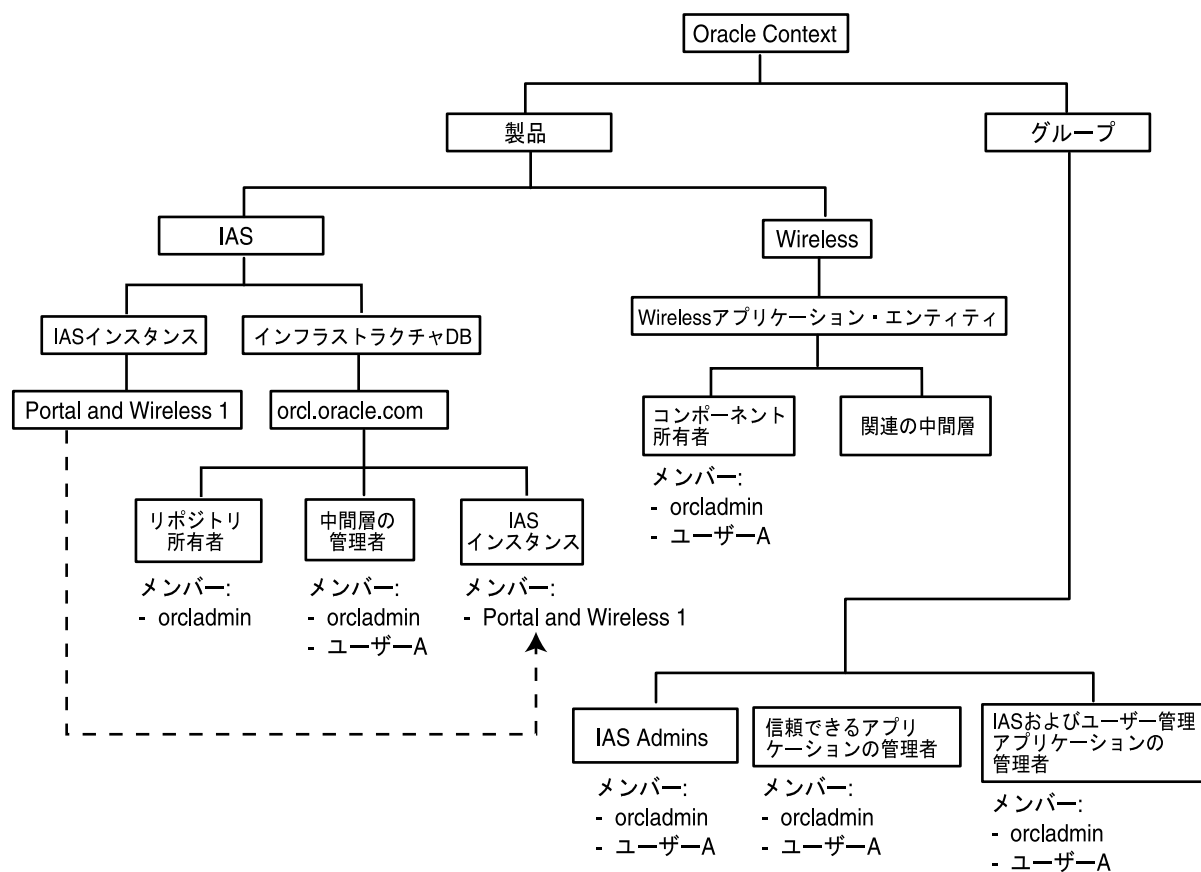 Oracle Context
製品
グループ
IAS
Wireless
IASインスタンス
インフラストラクチャDB
Wirelessアプリケーション・エンティティ
Portal and Wireless 1
orcl.oracle.com
コンポーネント
所有者
関連の中間層
メンバー:
- orcladmin
- ユーザーA
リポジトリ
所有者
メンバー:
- orcladmin
中間層の
管理者
メンバー:
- orcladmin
- ユーザーA
IAS
インスタンス
メンバー:
- Portal and Wireless 1
IAS Admins
メンバー:
- orcladmin
- ユーザーA
信頼できるアプリ
ケーションの管理者
メンバー:
- orcladmin
- ユーザーA
IASおよびユーザー管理
アプリケーションの
管理者
メンバー:
- orcladmin
- ユーザーA